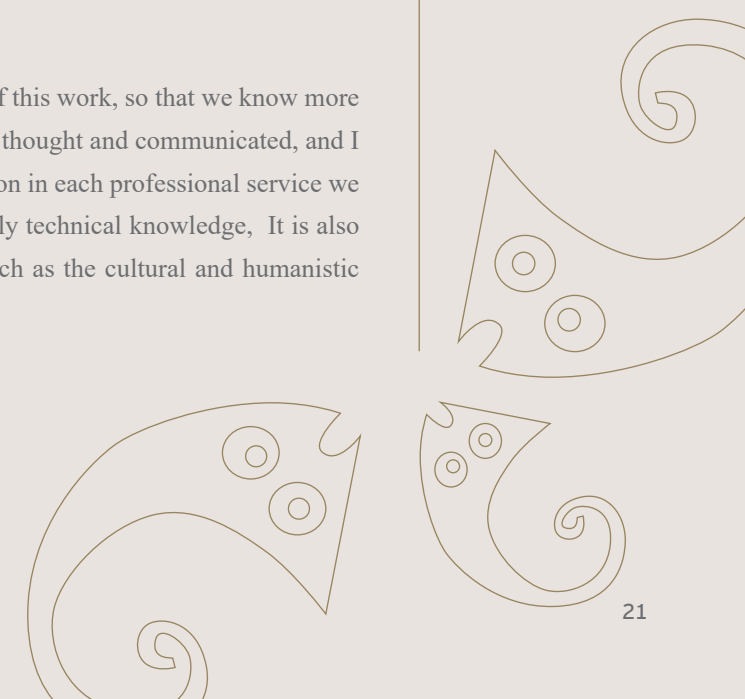 f this work, so that we know more
thought and communicated, and I
on in each professional service we
ly technical knowledge,  It is also
ch as the cultural and humanistic
21